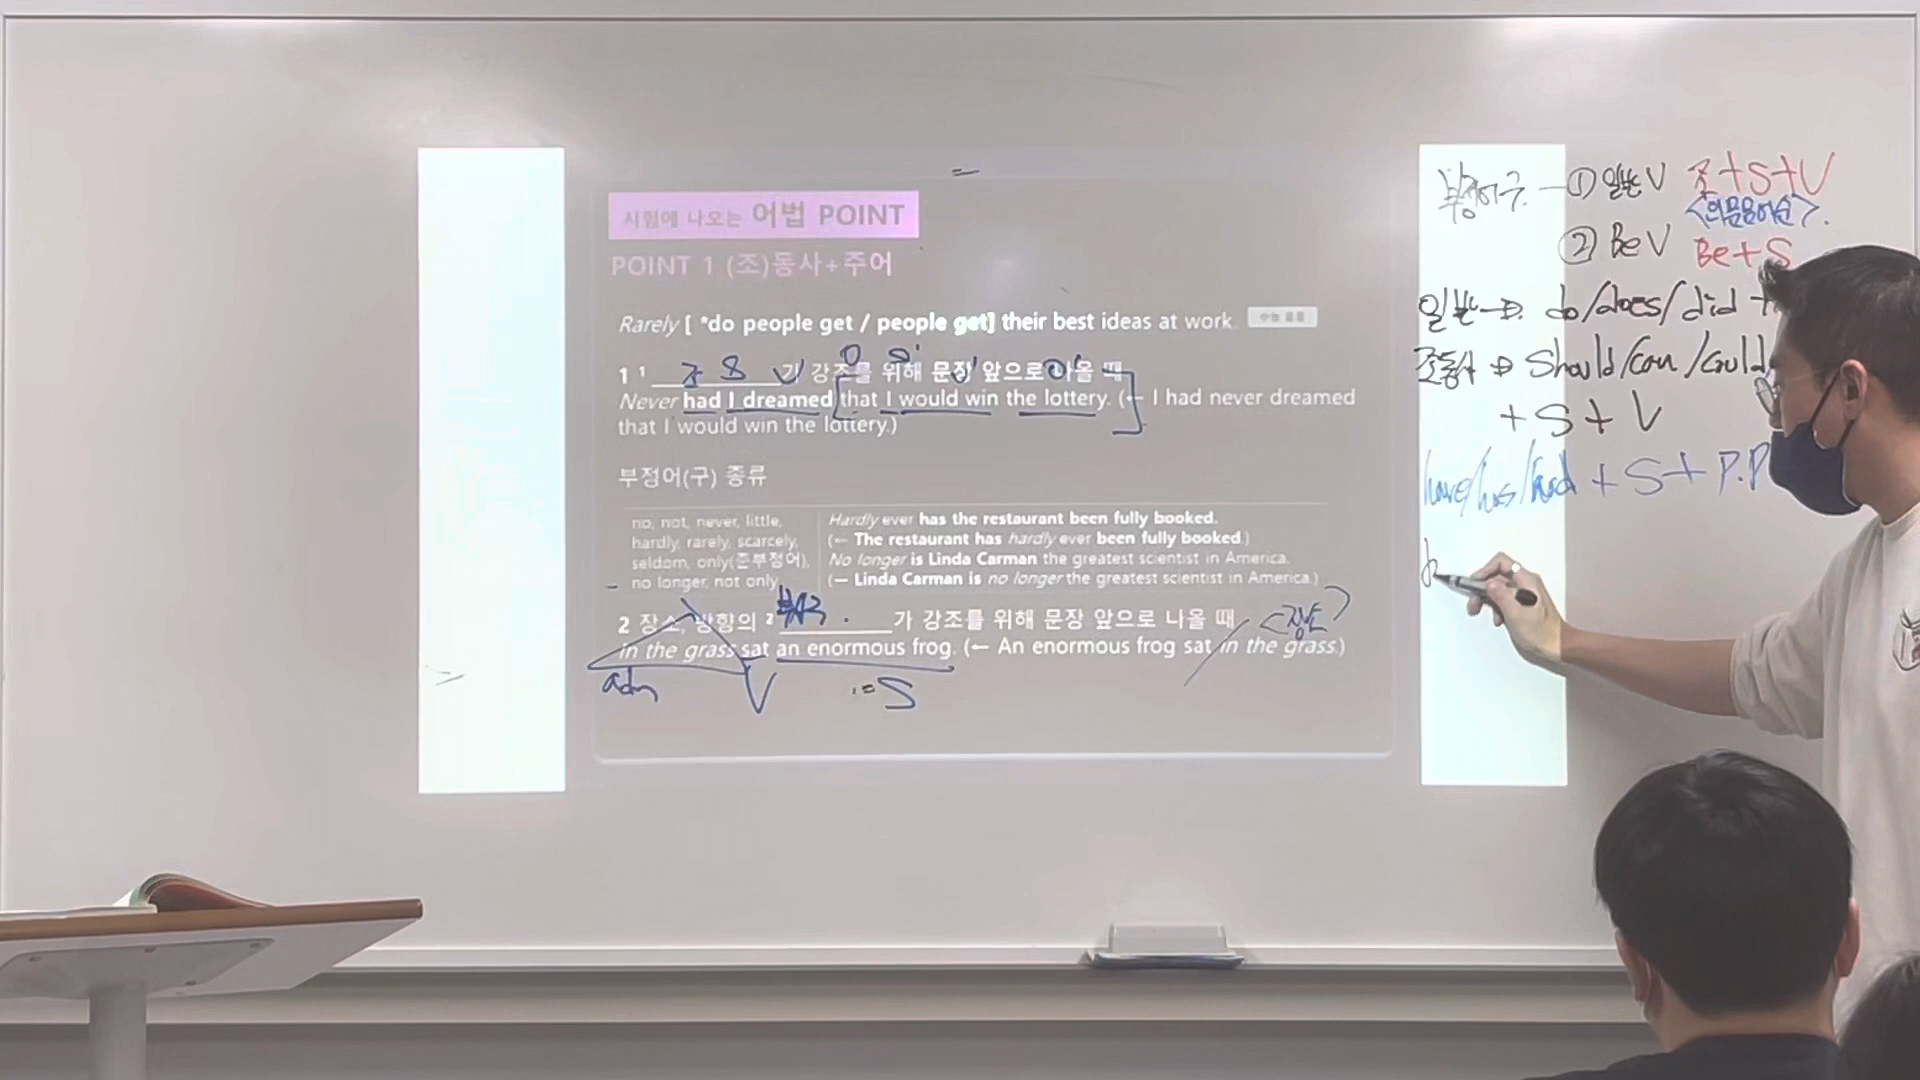 시험에 나오는 어법 POINT
POINT 1 (조)동사+주어
Rarely [ *do people get / people get] their best ideas at work.
조 S V O S' V' O'
1 1 가 강조를 위해 문장 앞으로 나올 때
Never had I dreamed that I would win the lottery. (← I had never dreamed
that I would win the lottery.)
부정어(구) 종류
no, not, never, little,
hardly, rarely, scarcely,
seldom, only(준부정어),
no longer, not only
Hardly ever has the restaurant been fully booked.
(← The restaurant has hardly ever been fully booked.)
No longer is Linda Carman the greatest scientist in America.
(← Linda Carman is no longer the greatest scientist in America.)
2 장소, 방향의 2 가 강조를 위해 문장 앞으로 나올 때
in the grass sat an enormous frog. (← An enormous frog sat in the grass.)
V S
부정어구 ① 일반V 조+S+V
<의문문어순>
② Be V Be+S
일반 → do/does/did +
조동사 → Should/can/could
+ S + V
have/has/had + S + P.P